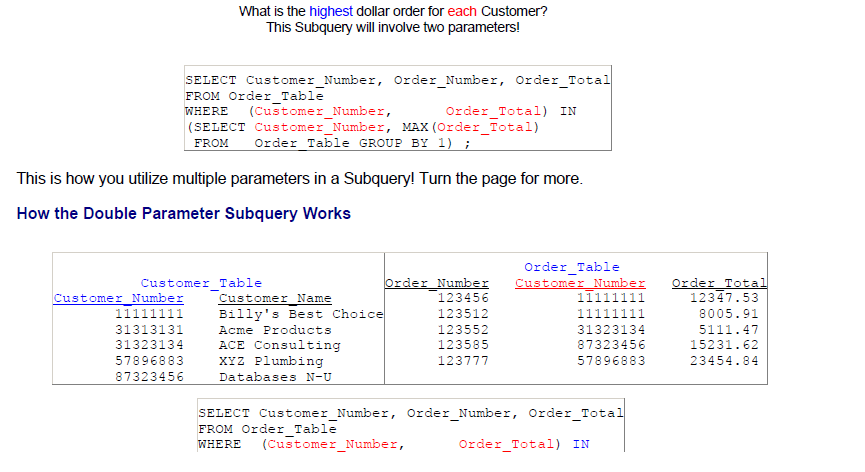 What is the highest dollar order for each Customer?
This Subquery will involve two parameters!
SELECT Customer_Number, Order_Number, Order_Total
FROM Order_Table
WHERE (Customer_Number, Order_Total) IN
(SELECT Customer_Number, MAX(Order_Total)
FROM Order_Table GROUP BY 1) ;
This is how you utilize multiple parameters in a Subquery! Turn the page for more.
How the Double Parameter Subquery Works
Order_Table
Customer_Table Order_Number Customer_Number Order_Total
Customer_Number Customer_Name 123456 11111111 12347.53
11111111 Billy's Best Choice 123512 11111111 8005.91
31313131 Acme Products 123552 31323134 5111.47
31323134 ACE Consulting 123585 87323456 15231.62
57896883 XYZ Plumbing 123777 57896883 23454.84
87323456 Databases N-U
SELECT Customer_Number, Order_Number, Order_Total
FROM Order_Table
WHERE (Customer_Number, Order_Total) IN